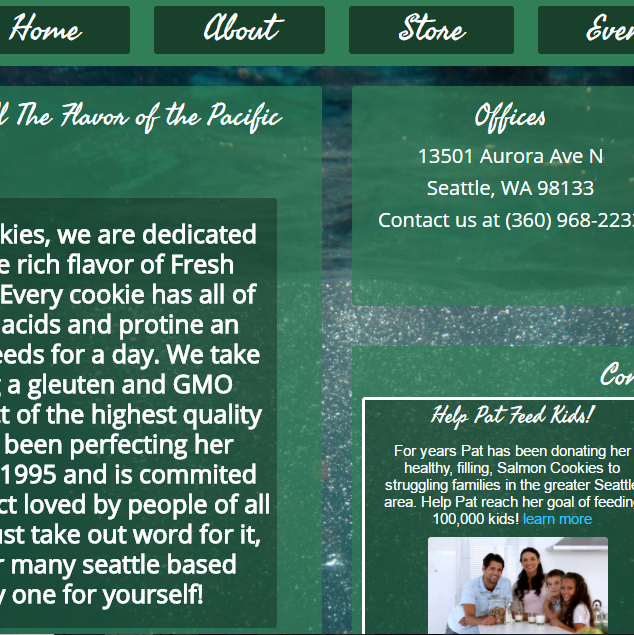 Home About Store
All The Flavor of the Pacific
kies, we are dedicated
rich flavor of Fresh
Every cookie has all of
acids and protine an
for a day. We take
a gleuten and GMO
of the highest quality
been perfecting her
1995 and is commited
loved by people of all
take out word for it,
many seattle based
one for yourself!
Offices
13501 Aurora Ave N
Seattle, WA 98133
Contact us at (360) 968-223
Help Pat Feed Kids!
For years Pat has been donating her
healthy, filling, Salmon Cookies to
struggling families in the greater Seattle
area. Help Pat reach her goal of feeding
100,000 kids! learn more